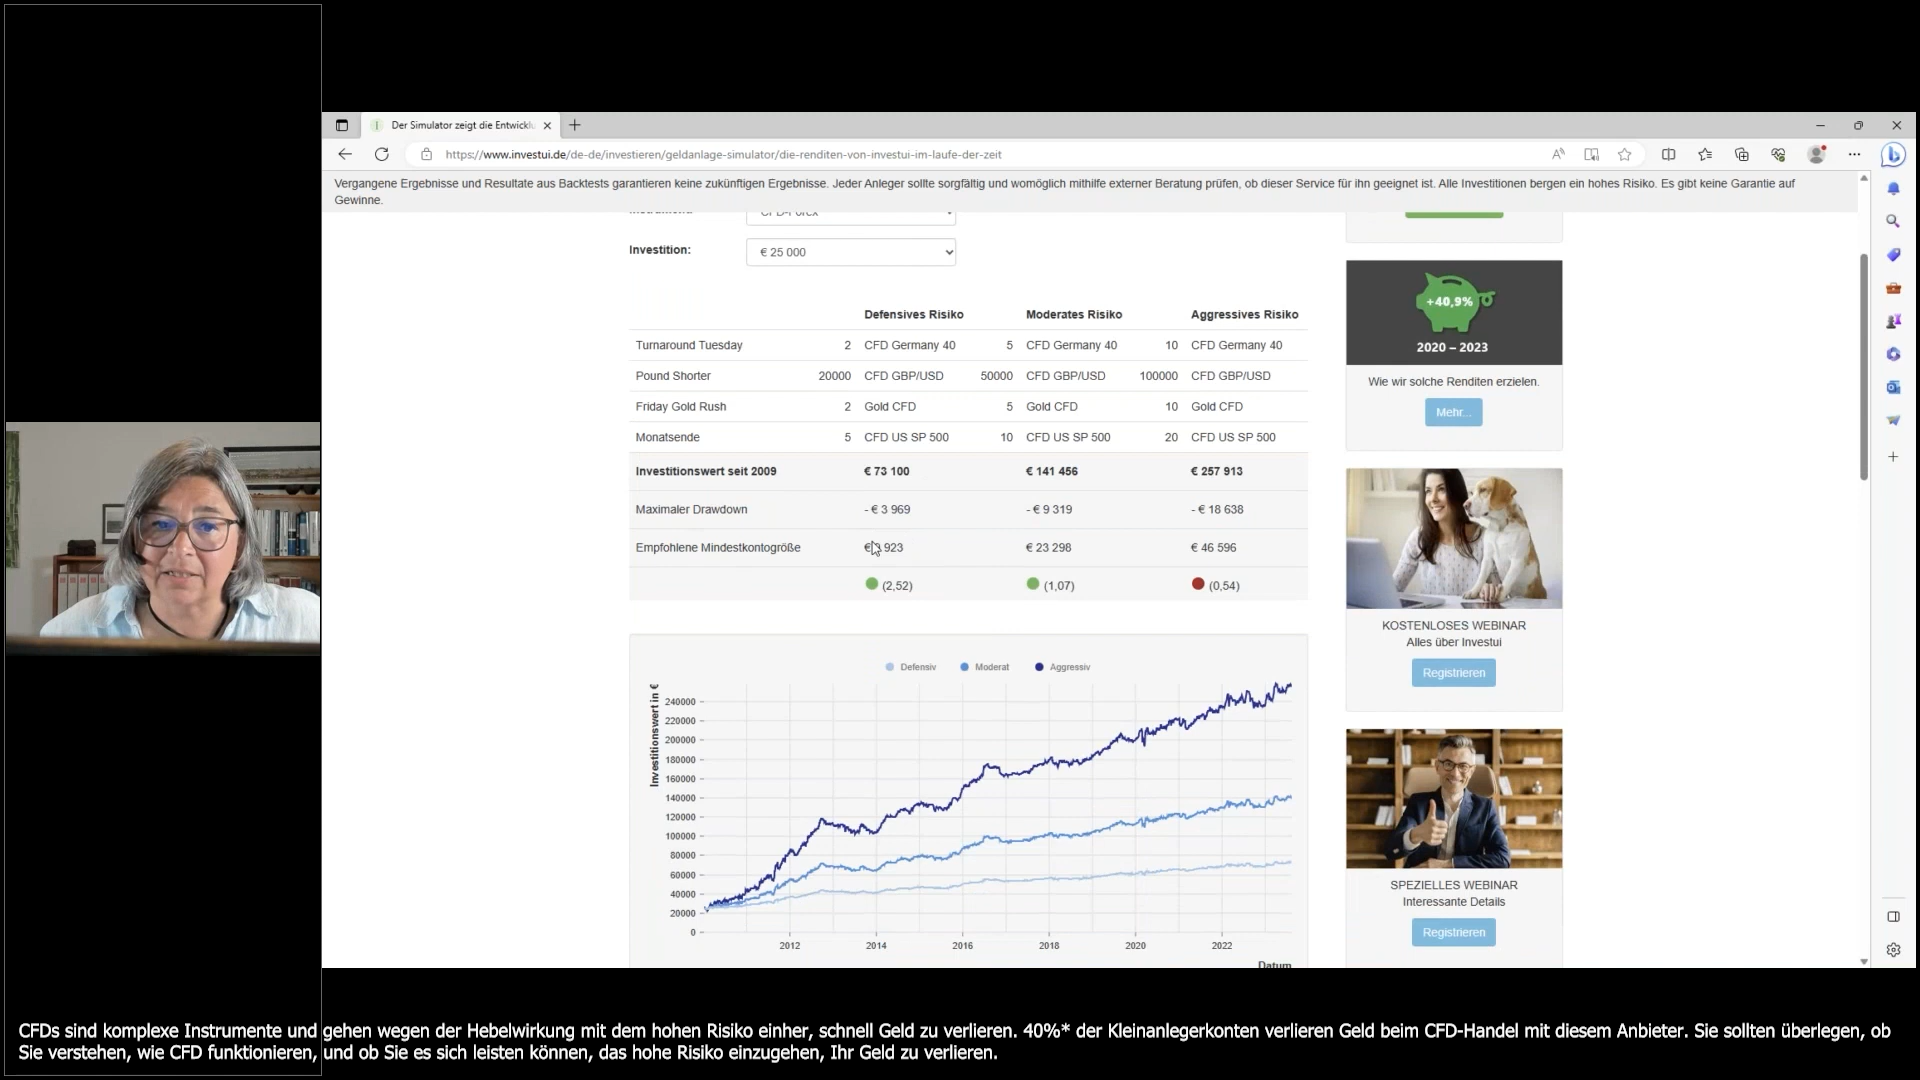 Der Simulator zeigt die Entwicklu
https://www.investui.de/de-de/investieren/geldanlage-simulator/die-renditen-von-investui-im-laufe-der-zeit
Vergangene Ergebnisse und Resultate aus Backtests garantieren keine zukünftigen Ergebnisse. Jeder Anleger sollte sorgfältig und womöglich mithilfe externer Beratung prüfen, ob dieser Service für ihn geeignet ist. Alle Investitionen bergen ein hohes Risiko. Es gibt keine Garantie auf
Gewinne.
Investition: € 25 000
Defensives Risiko Moderates Risiko Aggressives Risiko
Turnaround Tuesday 2 CFD Germany 40 5 CFD Germany 40 10 CFD Germany 40
Pound Shorter 20000 CFD GBP/USD 50000 CFD GBP/USD 100000 CFD GBP/USD
Friday Gold Rush 2 Gold CFD 5 Gold CFD 10 Gold CFD
Monatsende 5 CFD US SP 500 10 CFD US SP 500 20 CFD US SP 500
Investitionswert seit 2009 € 73 100 € 141 456 € 257 913
Maximaler Drawdown - € 3 969 - € 9 319 - € 18 638
Empfohlene Mindestkontogröße € 923 € 23 298 € 46 596
(2,52) (1,07) (0,54)
Defensiv Moderat Aggressiv
Investitionswert in €
240000
220000
200000
180000
160000
140000
120000
100000
80000
60000
40000
20000
0
2012 2014 2016 2018 2020 2022
Datum
+40,9%
2020 – 2023
Wie wir solche Renditen erzielen.
Mehr...
KOSTENLOSES WEBINAR
Alles über Investui
Registrieren
SPEZIELLES WEBINAR
Interessante Details
Registrieren
CFDs sind komplexe Instrumente und gehen wegen der Hebelwirkung mit dem hohen Risiko einher, schnell Geld zu verlieren. 40%* der Kleinanlegerkonten verlieren Geld beim CFD-Handel mit diesem Anbieter. Sie sollten überlegen, ob
Sie verstehen, wie CFD funktionieren, und ob Sie es sich leisten können, das hohe Risiko einzugehen, Ihr Geld zu verlieren.